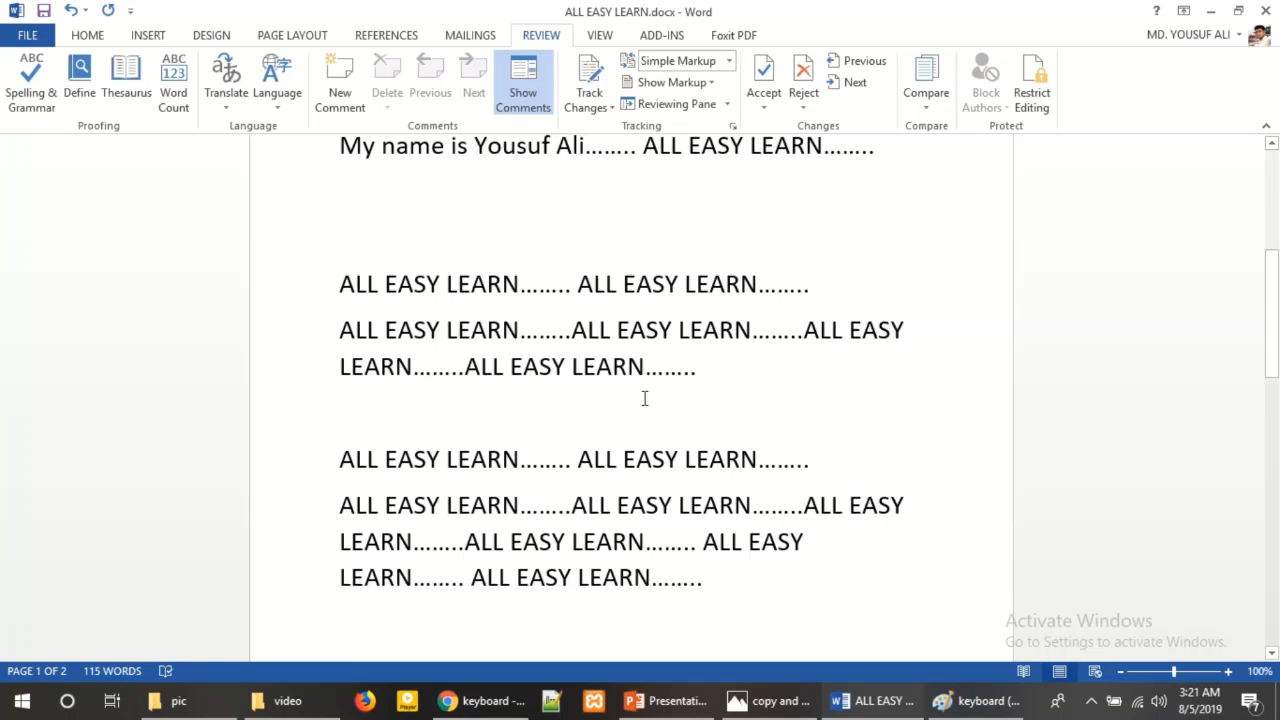 ALL EASY LEARN.docx - Word
?
FILE HOME INSERT DESIGN PAGE LAYOUT REFERENCES MAILINGS REVIEW VIEW ADD-INS Foxit PDF MD. YOUSUF ALI
ABC ABC 123
Spelling & Grammar Define Thesaurus Word Count Translate Language New Comment Delete Previous Next Show Comments Track Changes Simple Markup Show Markup Reviewing Pane Accept Reject Previous Next Compare Block Authors Restrict Editing
Proofing Language Comments Tracking Changes Compare Protect
My name is Yousuf Ali…….. ALL EASY LEARN……..
ALL EASY LEARN…….. ALL EASY LEARN……..
ALL EASY LEARN……..ALL EASY LEARN……..ALL EASY
LEARN……..ALL EASY LEARN……..
ALL EASY LEARN…….. ALL EASY LEARN……..
ALL EASY LEARN……..ALL EASY LEARN……..ALL EASY
LEARN……..ALL EASY LEARN…….. ALL EASY
LEARN…….. ALL EASY LEARN……..
Activate Windows
Go to Settings to activate Windows.
PAGE 1 OF 2 115 WORDS 100%
pic video Player keyboard -... Presentati... copy and ... ALL EASY ... keyboard (... 3:21 AM
8/5/2019 7